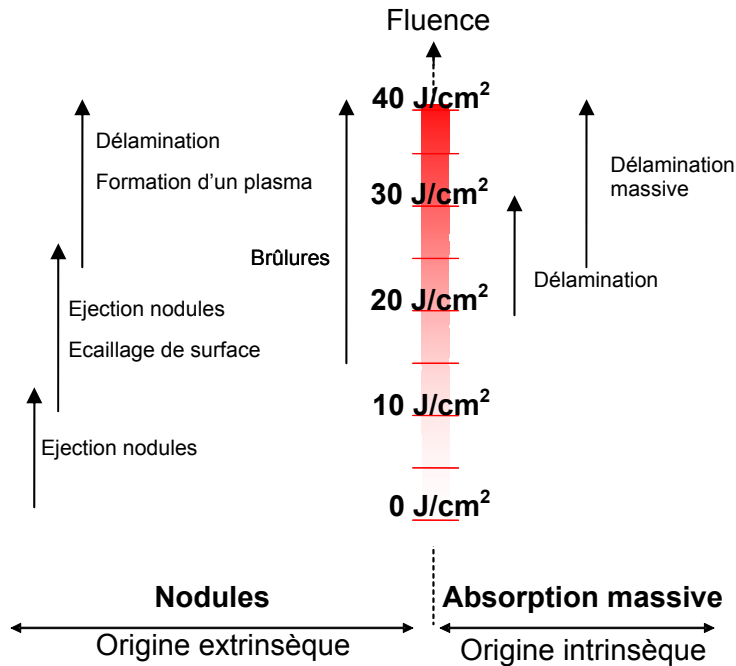 Fluence
40 J/cm²
Délamination
Formation d'un plasma
Délamination
massive
30 J/cm²
Brûlures
Délamination
20 J/cm²
Ejection nodules
Ecaillage de surface
10 J/cm²
Ejection nodules
0 J/cm²
Nodules
Absorption massive
Origine extrinsèque
Origine intrinsèque